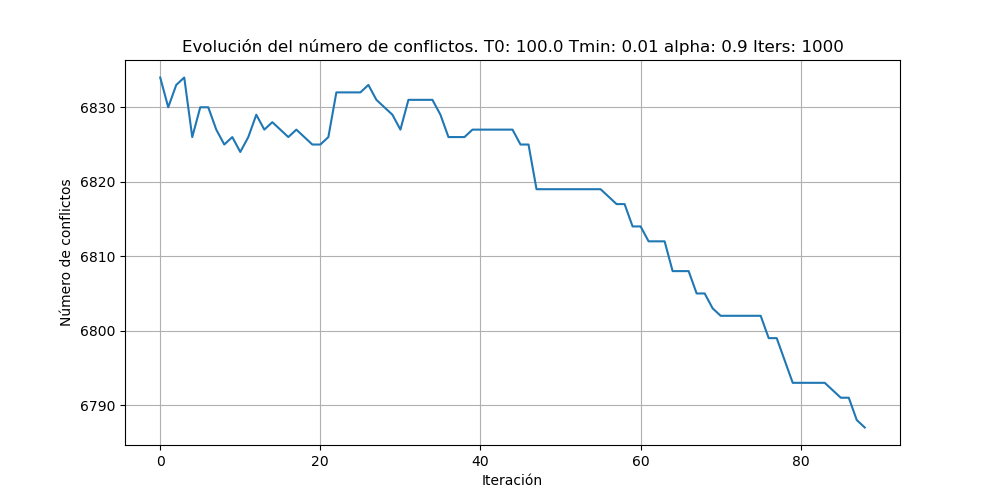 Evolución del número de conflictos. T0: 100.0 Tmin: 0.01 alpha: 0.9 Iters: 1000
Número de conflictos
6830
6820
6810
6800
6790
0 20 40 60 80
Iteración